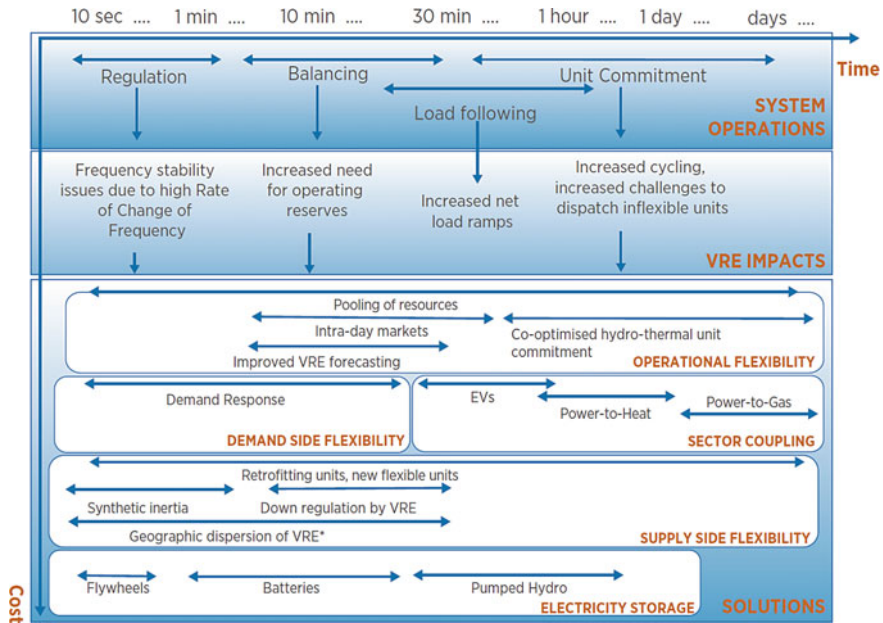 10 sec .... 1 min .... 10 min .... 30 min .... 1 hour .... 1 day .... days ....
Time
Regulation
Balancing
Unit Commitment
Load following
SYSTEM
OPERATIONS
Frequency stability
issues due to high Rate
of Change of
Frequency
Increased need
for operating
reserves
Increased net
load ramps
Increased cycling,
increased challenges to
dispatch inflexible units
VRE IMPACTS
Pooling of resources
Intra-day markets
Improved VRE forecasting
Co-optimised hydro-thermal unit
commitment
OPERATIONAL FLEXIBILITY
Demand Response
DEMAND SIDE FLEXIBILITY
EVs
Power-to-Heat
Power-to-Gas
SECTOR COUPLING
Retrofitting units, new flexible units
Synthetic inertia
Down regulation by VRE
Geographic dispersion of VRE*
SUPPLY SIDE FLEXIBILITY
Flywheels
Batteries
Pumped Hydro
ELECTRICITY STORAGE
SOLUTIONS
Cost